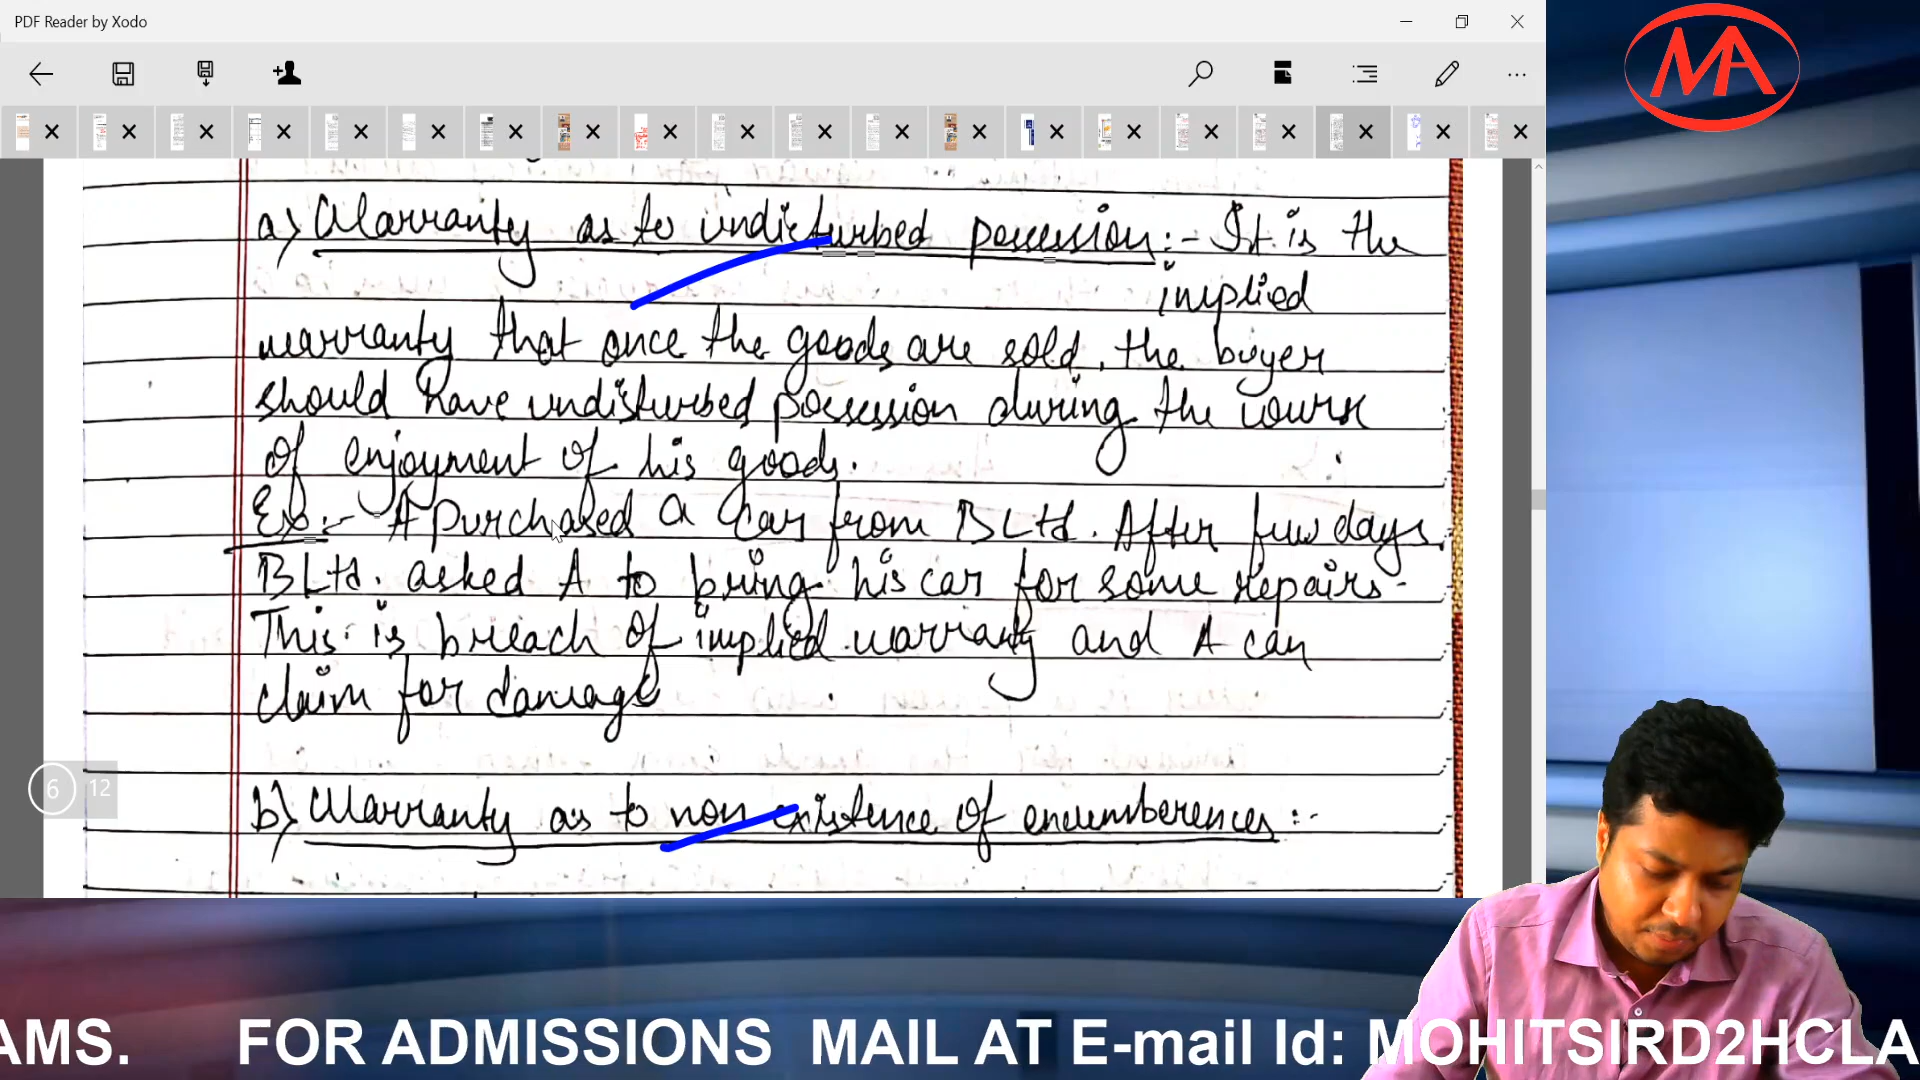 PDF Reader by Xodo
MA
a) Warranty as to undisturbed possession:- It is the
implied
warranty that once the goods are sold, the buyer
should have undisturbed possession during the course
of enjoyment of his goods.
Ex:- A purchased a car from B Ltd. After few days
B Ltd. asked A to bring his car for some repairs.
This is breach of implied warranty and A can
claim for damage
6 12
b) Warranty as to non existence of encumberences:-
AMS. FOR ADMISSIONS MAIL AT E-mail Id: MOHITSIRD2HCLA